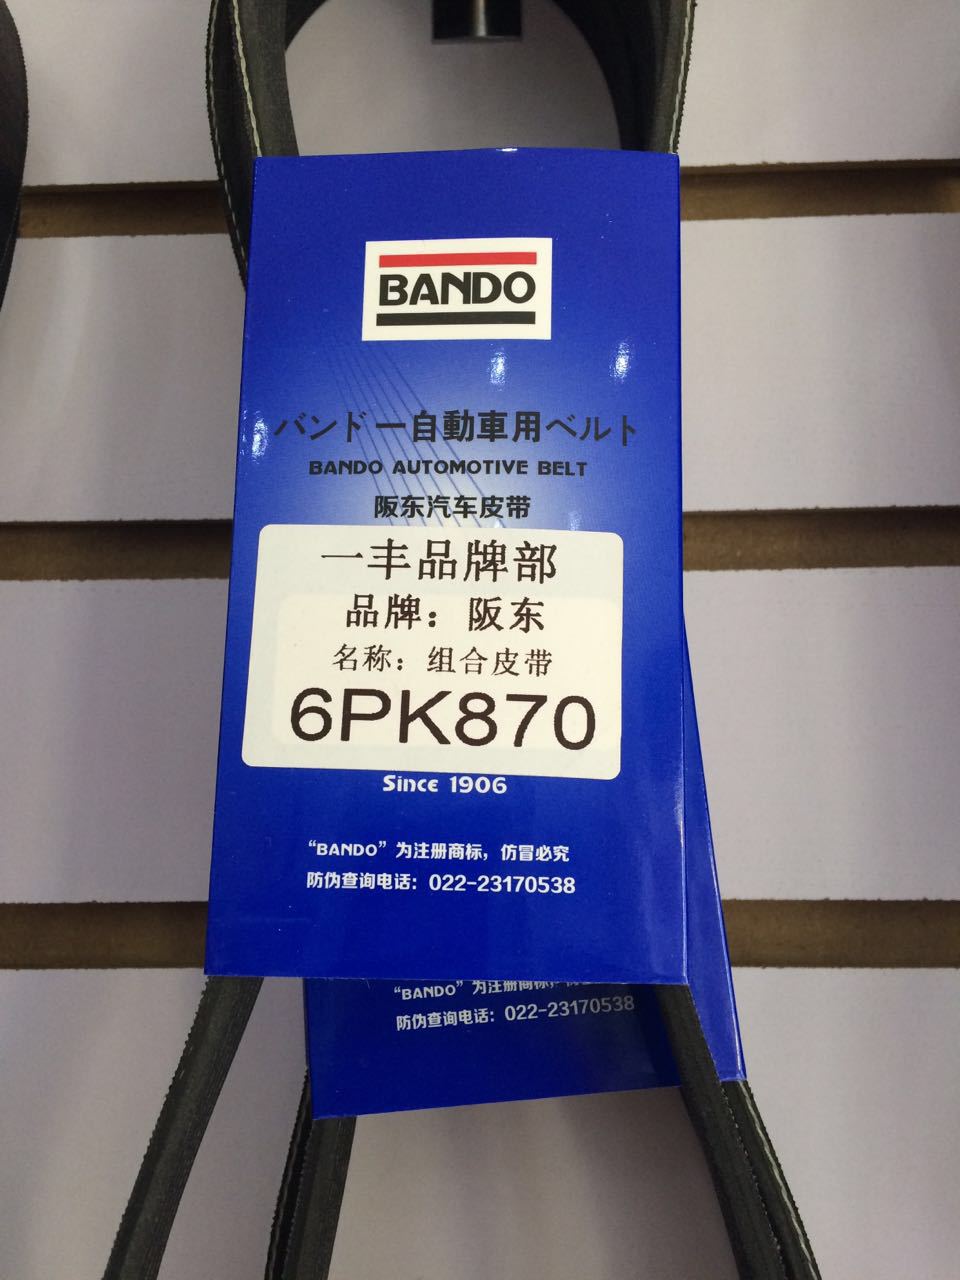 BANDO
バンドー自動車用ベルト
BANDO AUTOMOTIVE BELT
阪东汽车皮带
一丰品牌部
品牌：阪东
名称：组合皮带
6PK870
Since 1906
“BANDO”为注册商标，仿冒必究
防伪查询电话：022-23170538
“BANDO”为注册商标，
防伪查询电话：022-23170538